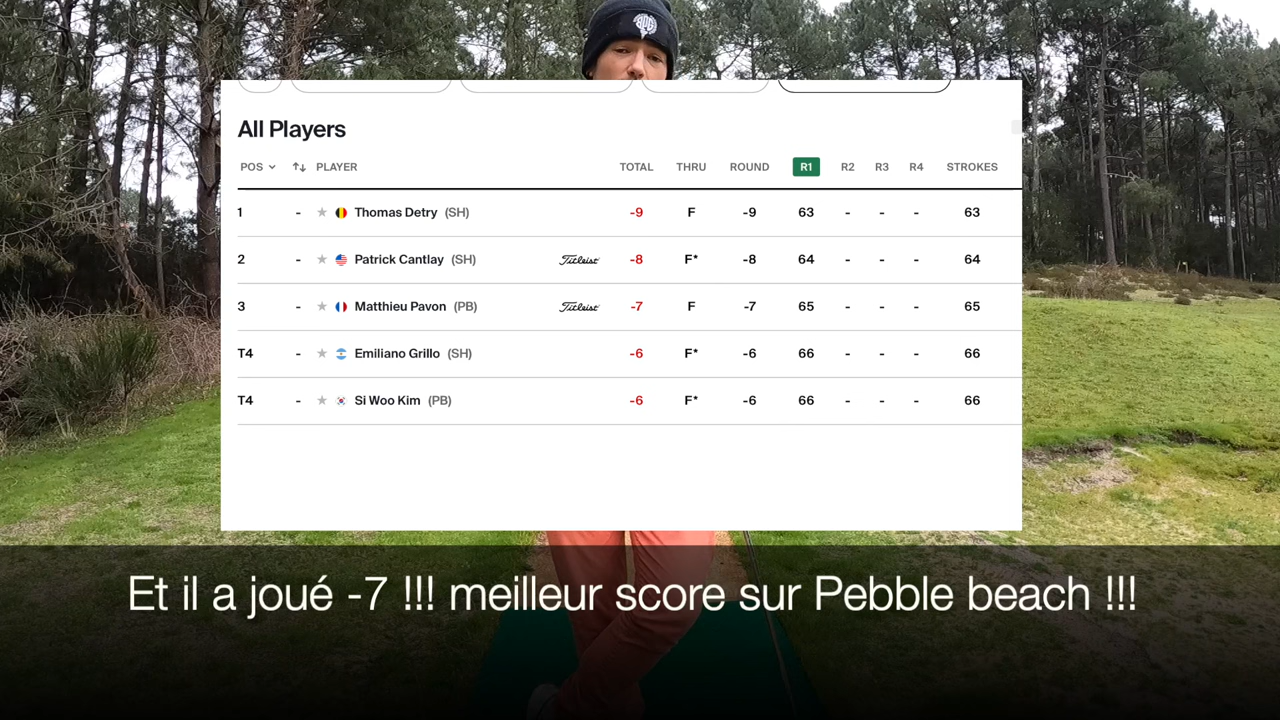 All Players
POS PLAYER TOTAL THRU ROUND R1 R2 R3 R4 STROKES
1 - Thomas Detry (SH) -9 F -9 63 - - - 63
2 - Patrick Cantlay (SH) Titleist -8 F* -8 64 - - - 64
3 - Matthieu Pavon (PB) Titleist -7 F -7 65 - - - 65
T4 - Emiliano Grillo (SH) -6 F* -6 66 - - - 66
T4 - Si Woo Kim (PB) -6 F* -6 66 - - - 66
Et il a joué -7 !!! meilleur score sur Pebble beach !!!